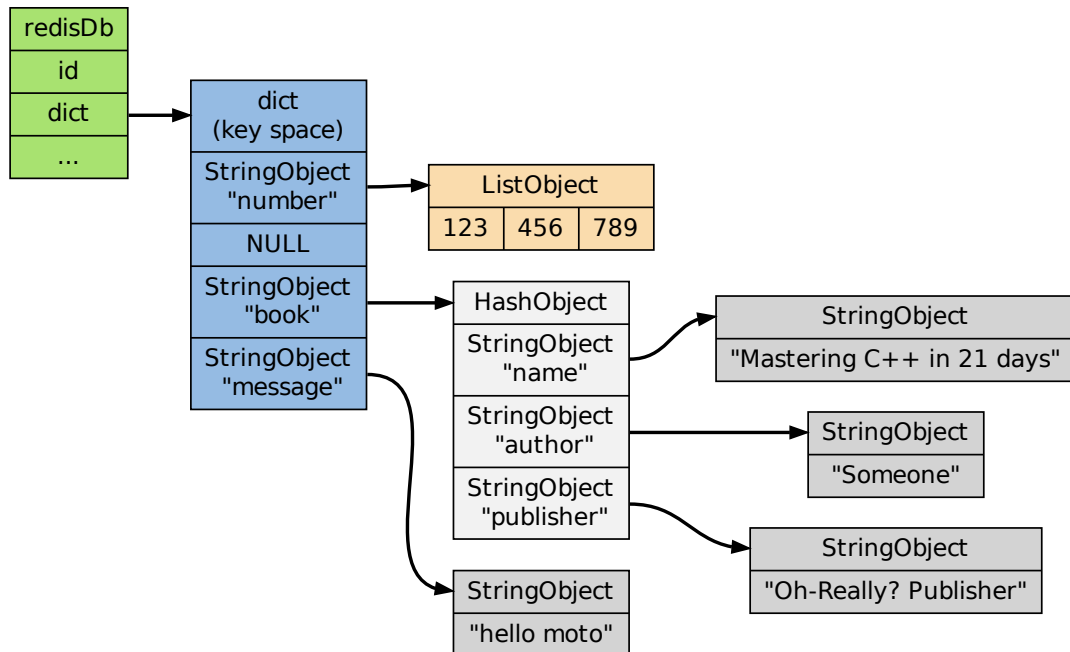 redisDb
id
dict
...
dict
(key space)
StringObject
"number"
NULL
StringObject
"book"
StringObject
"message"
ListObject
123
456
789
HashObject
StringObject
"name"
StringObject
"author"
StringObject
"publisher"
StringObject
"Mastering C++ in 21 days"
StringObject
"Someone"
StringObject
"Oh-Really? Publisher"
StringObject
"hello moto"